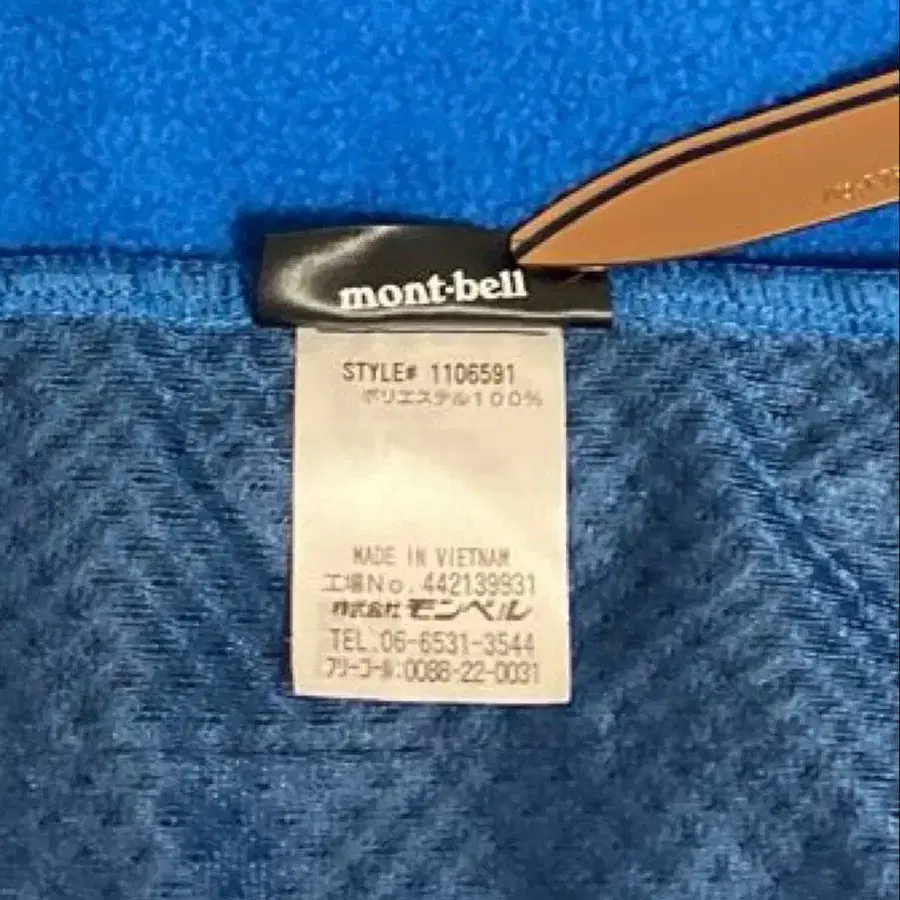 mont-bell
STYLE# 1106591
ポリエステル100%
MADE IN VIETNAM
工場No.442139931
株式会社モンベル
TEL.06-6531-3544
フリーコール:0088-22-0031